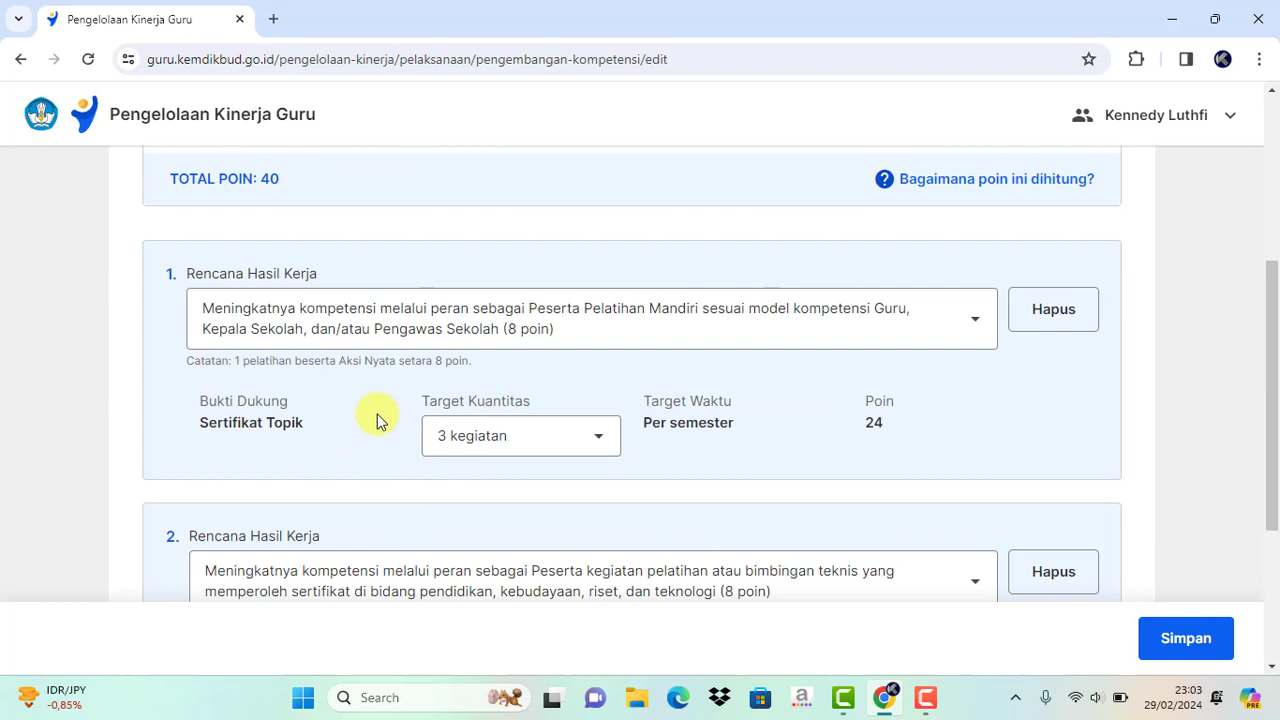 Pengelolaan Kinerja Guru
guru.kemdikbud.go.id/pengelolaan-kinerja/pelaksanaan/pengembangan-kompetensi/edit
Pengelolaan Kinerja Guru
Kennedy Luthfi
TOTAL POIN: 40
? Bagaimana poin ini dihitung?
1. Rencana Hasil Kerja
Meningkatnya kompetensi melalui peran sebagai Peserta Pelatihan Mandiri sesuai model kompetensi Guru,
Kepala Sekolah, dan/atau Pengawas Sekolah (8 poin)
Hapus
Catatan: 1 pelatihan beserta Aksi Nyata setara 8 poin.
Bukti Dukung Target Kuantitas Target Waktu Poin
Sertifikat Topik 3 kegiatan Per semester 24
2. Rencana Hasil Kerja
Meningkatnya kompetensi melalui peran sebagai Peserta kegiatan pelatihan atau bimbingan teknis yang
memperoleh sertifikat di bidang pendidikan, kebudayaan, riset, dan teknologi (8 poin)
Hapus
Simpan
IDR/JPY
-0,85%
Search
23:03
29/02/2024
PRE